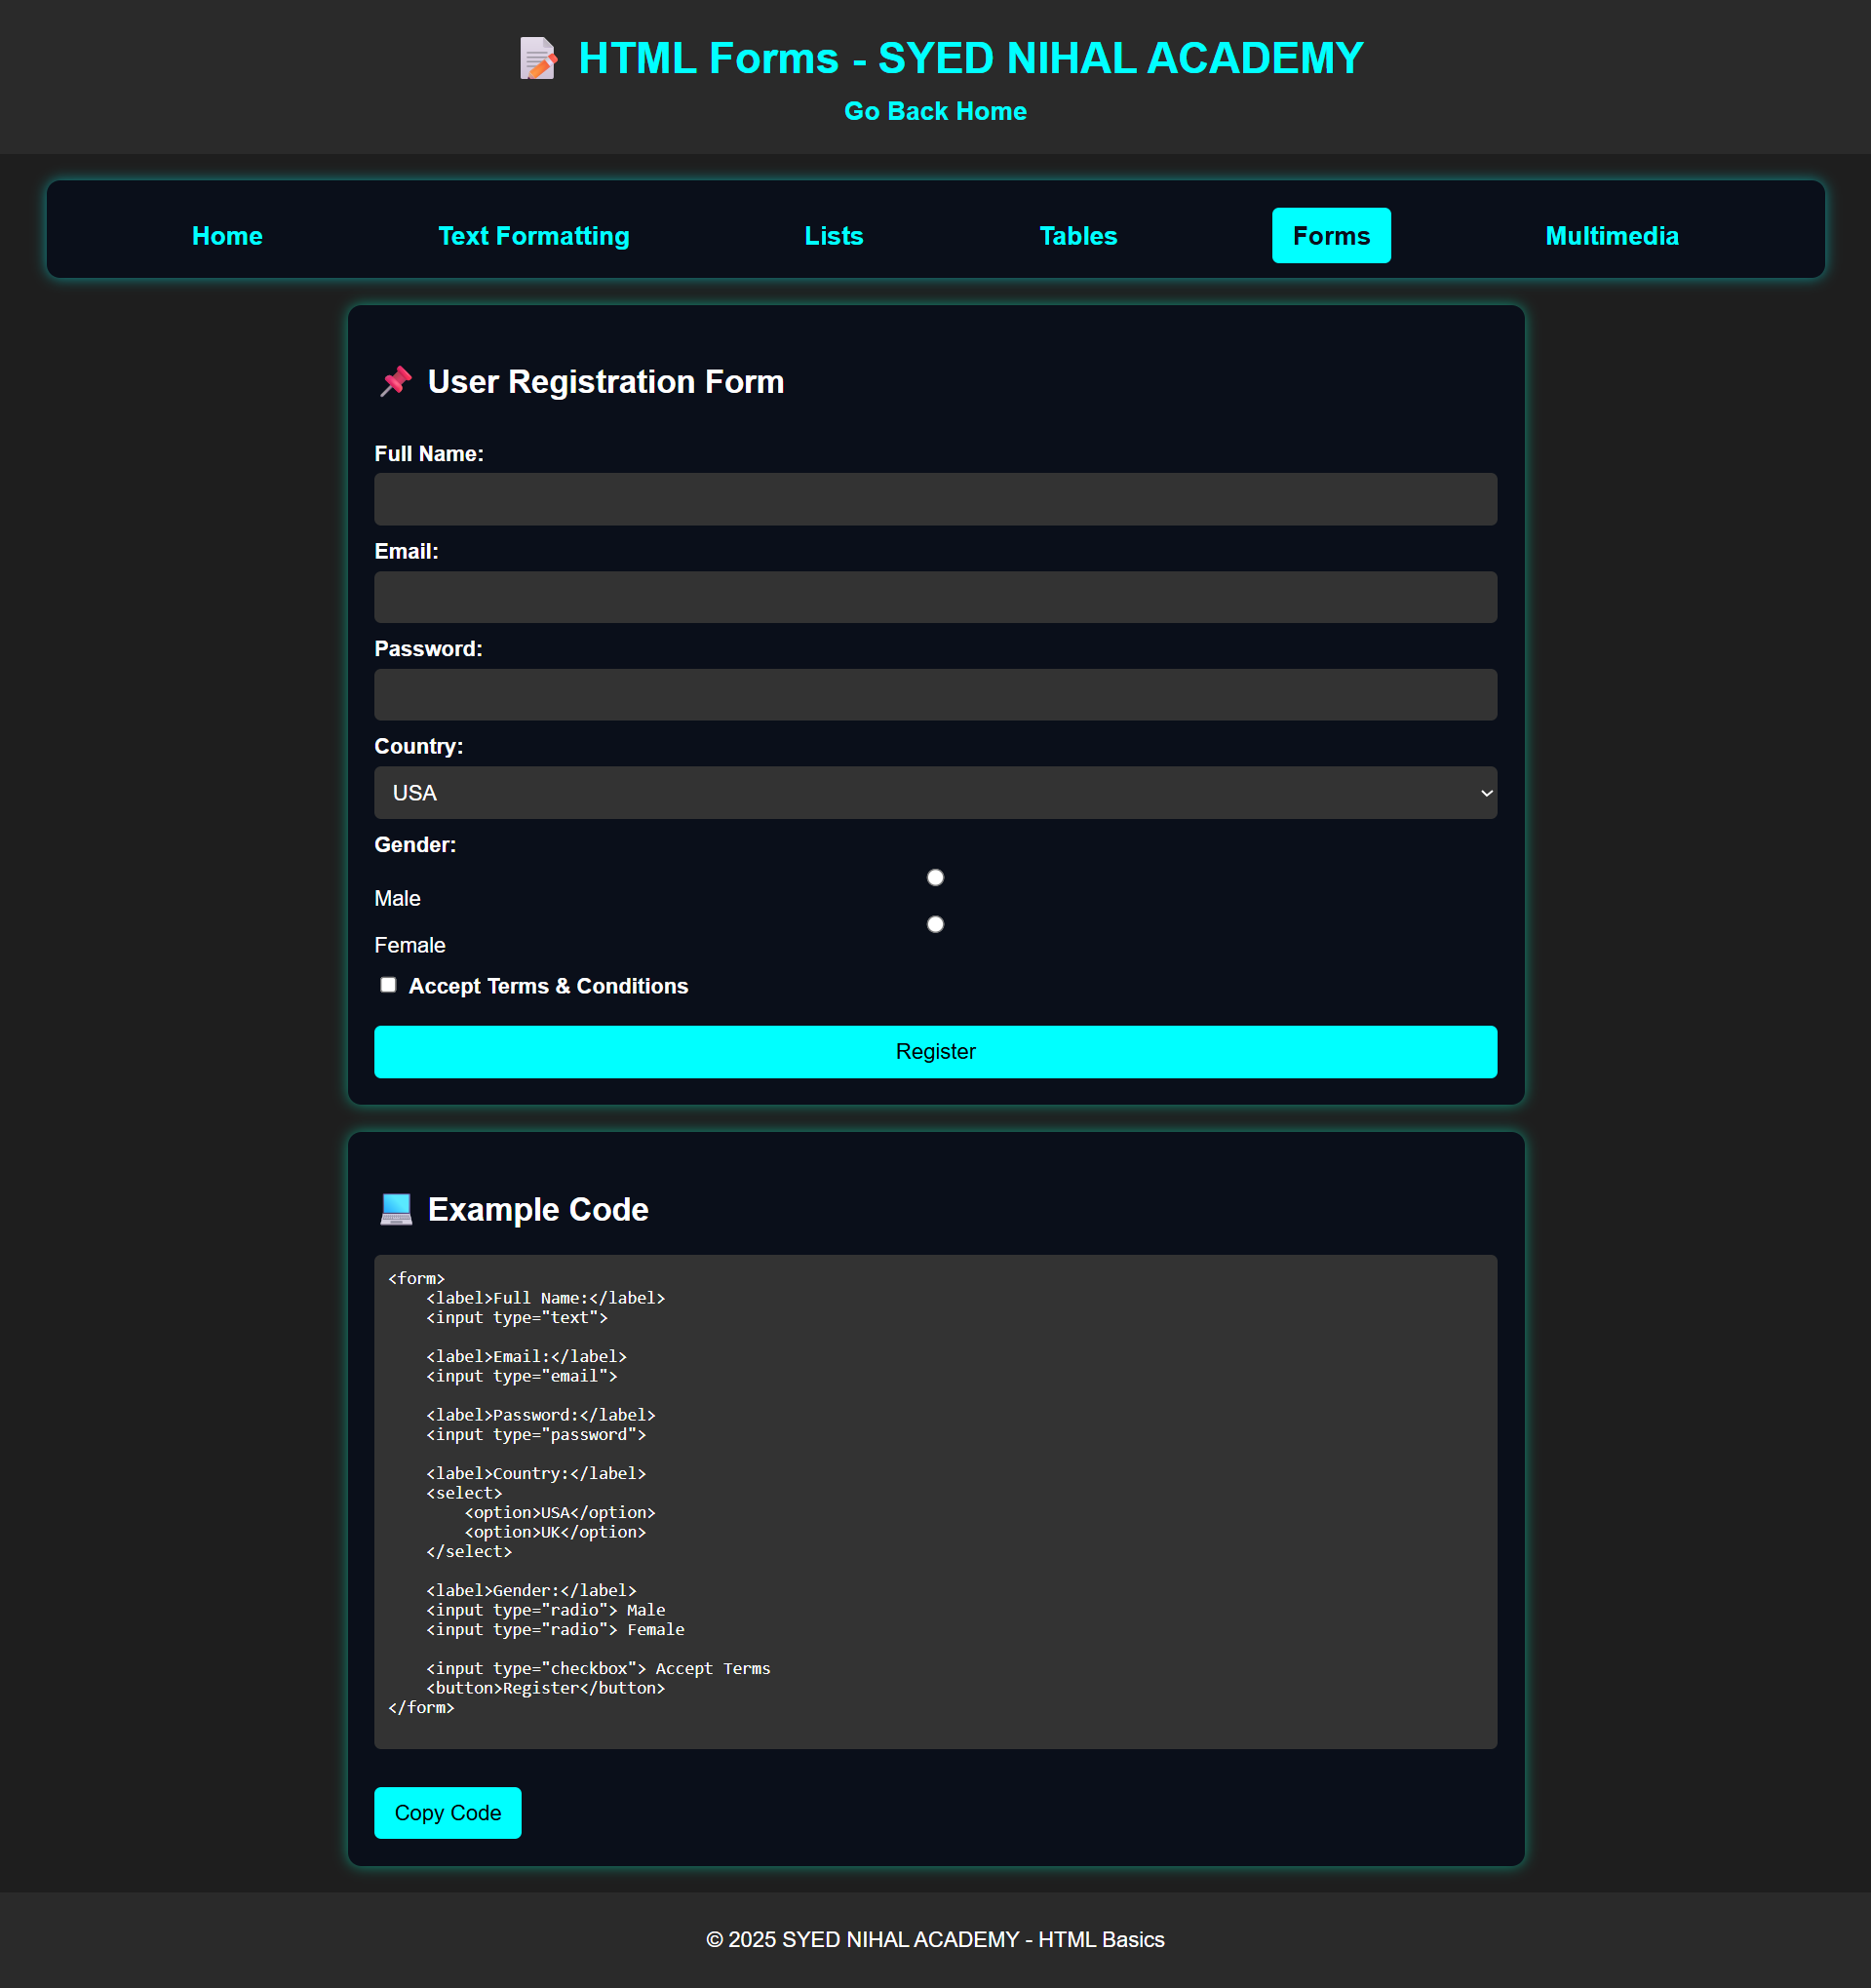 HTML Forms - SYED NIHAL ACADEMY
Go Back Home
Home Text Formatting Lists Tables Forms Multimedia
User Registration Form
Full Name:
Email:
Password:
Country:
USA
Gender:
Male
Female
Accept Terms & Conditions
Register
Example Code
<form>
    <label>Full Name:</label>
    <input type="text">

    <label>Email:</label>
    <input type="email">

    <label>Password:</label>
    <input type="password">

    <label>Country:</label>
    <select>
        <option>USA</option>
        <option>UK</option>
    </select>

    <label>Gender:</label>
    <input type="radio"> Male
    <input type="radio"> Female

    <input type="checkbox"> Accept Terms
    <button>Register</button>
</form>
Copy Code
© 2025 SYED NIHAL ACADEMY - HTML Basics